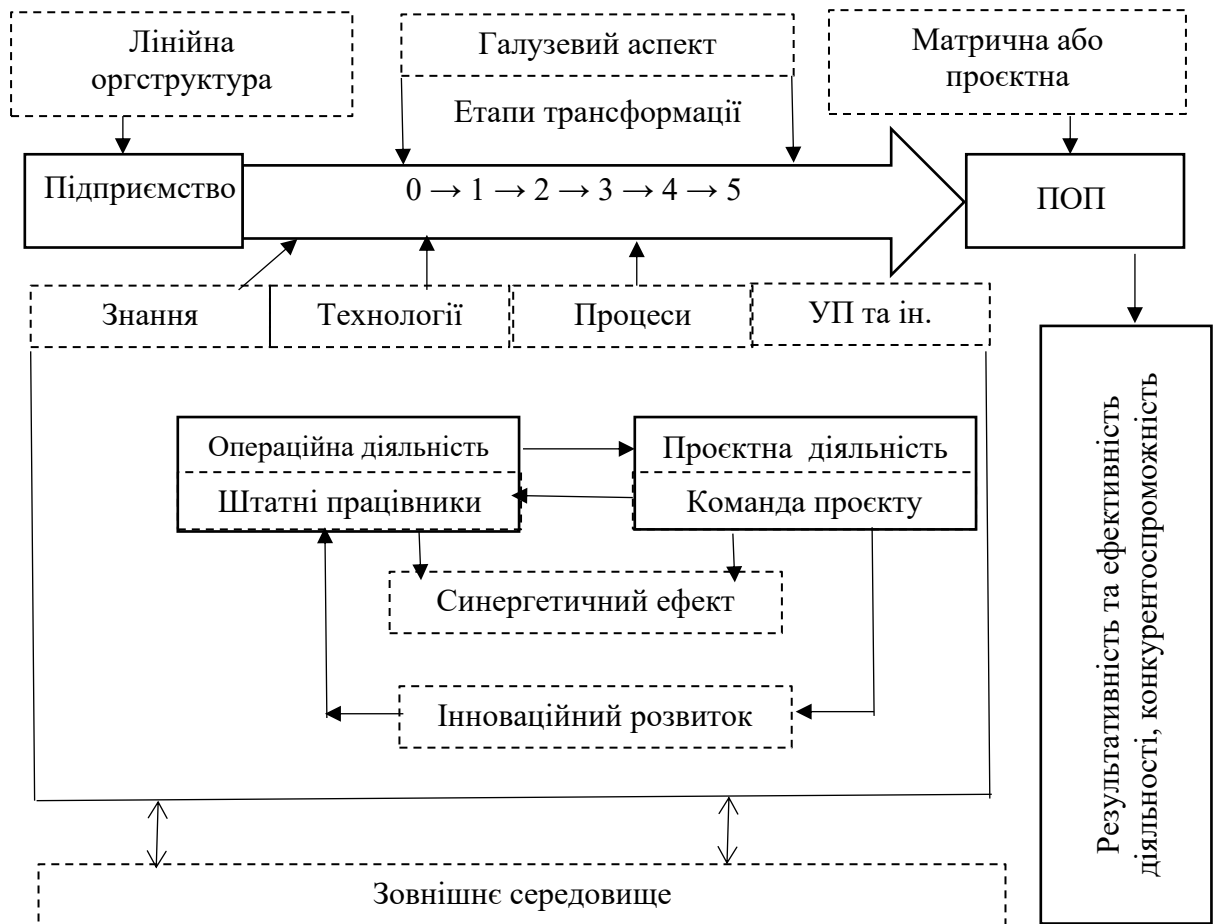 Лінійна
оргструктура
Галузевий аспект
Матрична або
проєктна
Етапи трансформації
Підприємство
0 → 1 → 2 → 3 → 4 → 5
ПОП
Знання
Технології
Процеси
УП та ін.
Операційна діяльність
Проєктна діяльність
Штатні працівники
Команда проєкту
Синергетичний ефект
Інноваційний розвиток
Результативність та ефективність
діяльності, конкурентоспроможність
Зовнішнє середовище